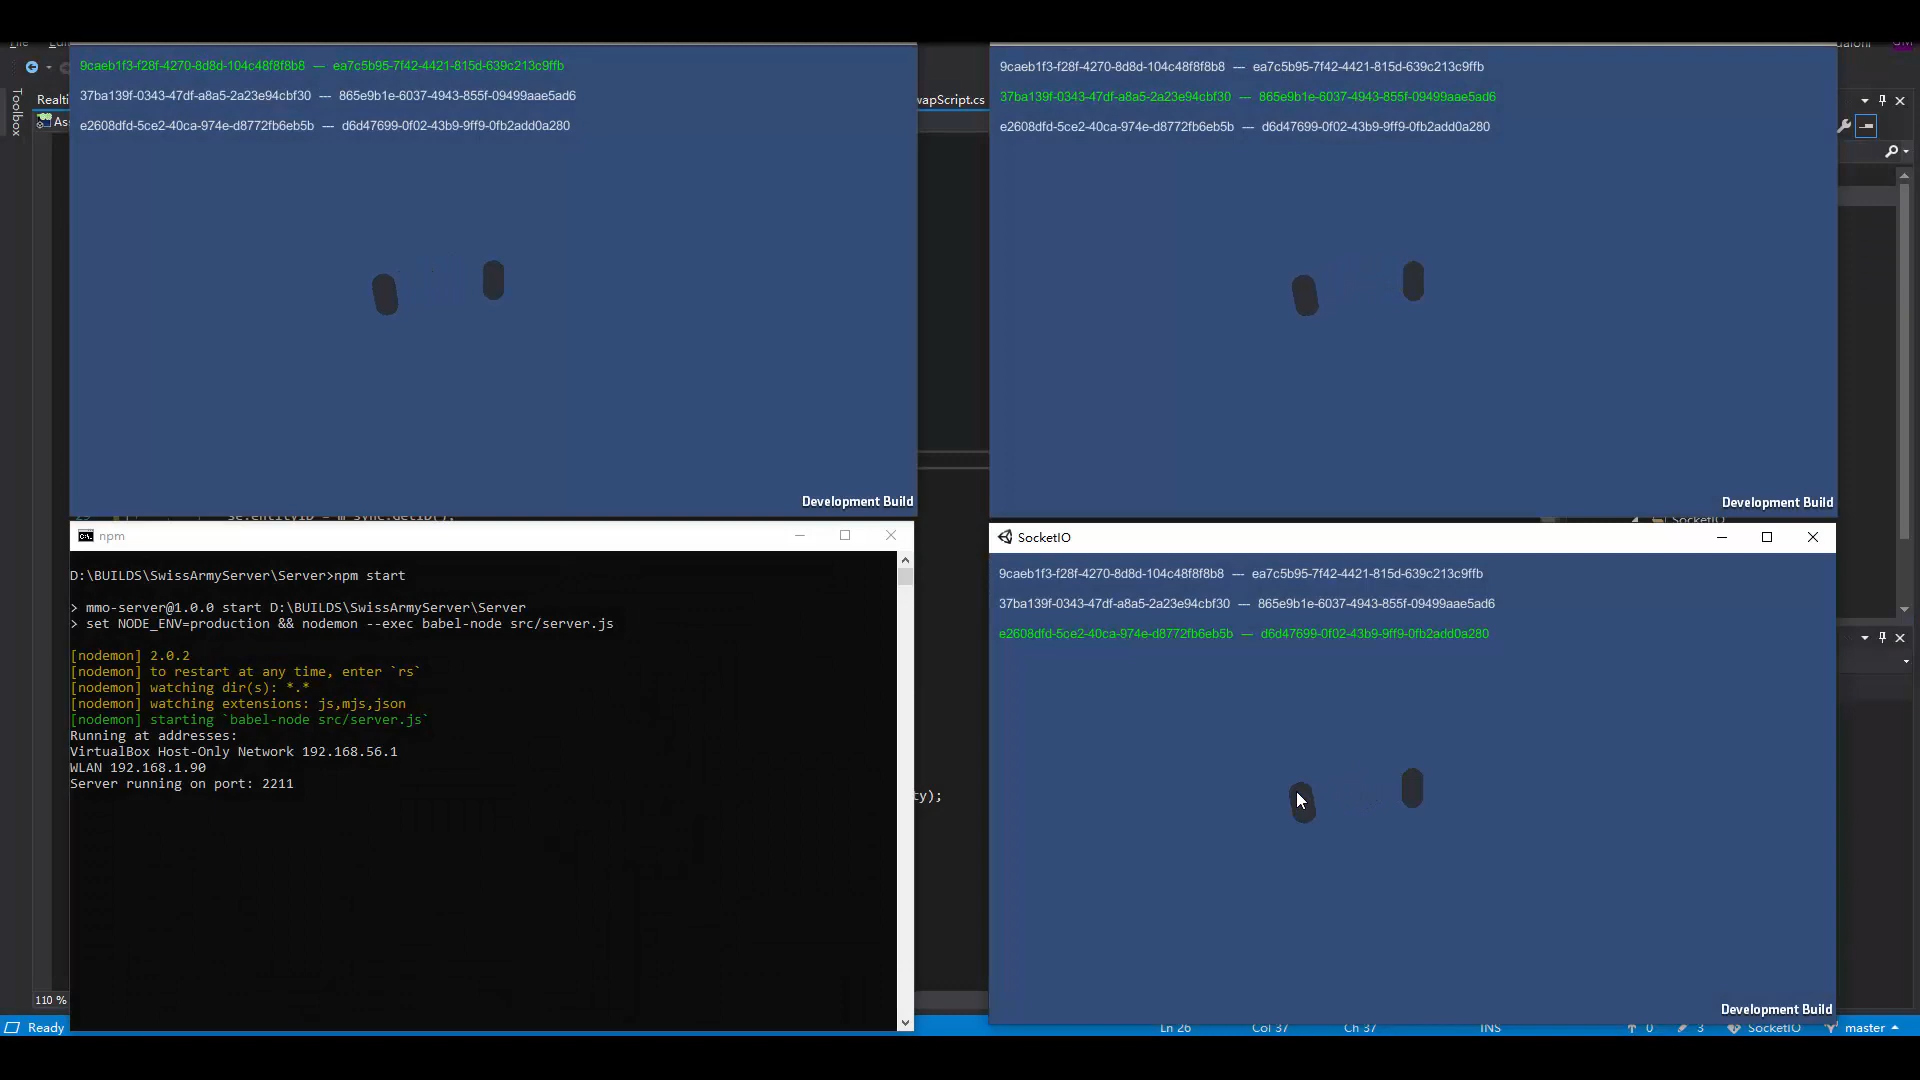 9caeb1f3-f28f-4270-8d8d-104c48f8f8b8 — ea7c5b95-7f42-4421-815d-639c213c9ffb
37ba139f-0343-47df-a8a5-2a23e94cbf30 — 865e9b1e-6037-4943-855f-09499aae5ad6
e2608dfd-5ce2-40ca-974e-d8772fb6eb5b — d6d47699-0f02-43b9-9ff9-0fb2add0a280
Development Build
9caeb1f3-f28f-4270-8d8d-104c48f8f8b8 — ea7c5b95-7f42-4421-815d-639c213c9ffb
37ba139f-0343-47df-a8a5-2a23e94cbf30 — 865e9b1e-6037-4943-855f-09499aae5ad6
e2608dfd-5ce2-40ca-974e-d8772fb6eb5b — d6d47699-0f02-43b9-9ff9-0fb2add0a280
Development Build
Toolbox
Realti
wapScript.cs
As
npm
D:\BUILDS\SwissArmyServer\Server>npm start
> mmo-server@1.0.0 start D:\BUILDS\SwissArmyServer\Server
> set NODE_ENV=production && nodemon --exec babel-node src/server.js
[nodemon] 2.0.2
[nodemon] to restart at any time, enter `rs`
[nodemon] watching dir(s): *.*
[nodemon] watching extensions: js,mjs,json
[nodemon] starting `babel-node src/server.js`
Running at addresses:
VirtualBox Host-Only Network 192.168.56.1
WLAN 192.168.1.90
Server running on port: 2211
SocketIO
9caeb1f3-f28f-4270-8d8d-104c48f8f8b8 — ea7c5b95-7f42-4421-815d-639c213c9ffb
37ba139f-0343-47df-a8a5-2a23e94cbf30 — 865e9b1e-6037-4943-855f-09499aae5ad6
e2608dfd-5ce2-40ca-974e-d8772fb6eb5b — d6d47699-0f02-43b9-9ff9-0fb2add0a280
Development Build
ty);
110 %
Ready
Ln 26 Col 37 Ch 37 INS 0 3 SocketIO master